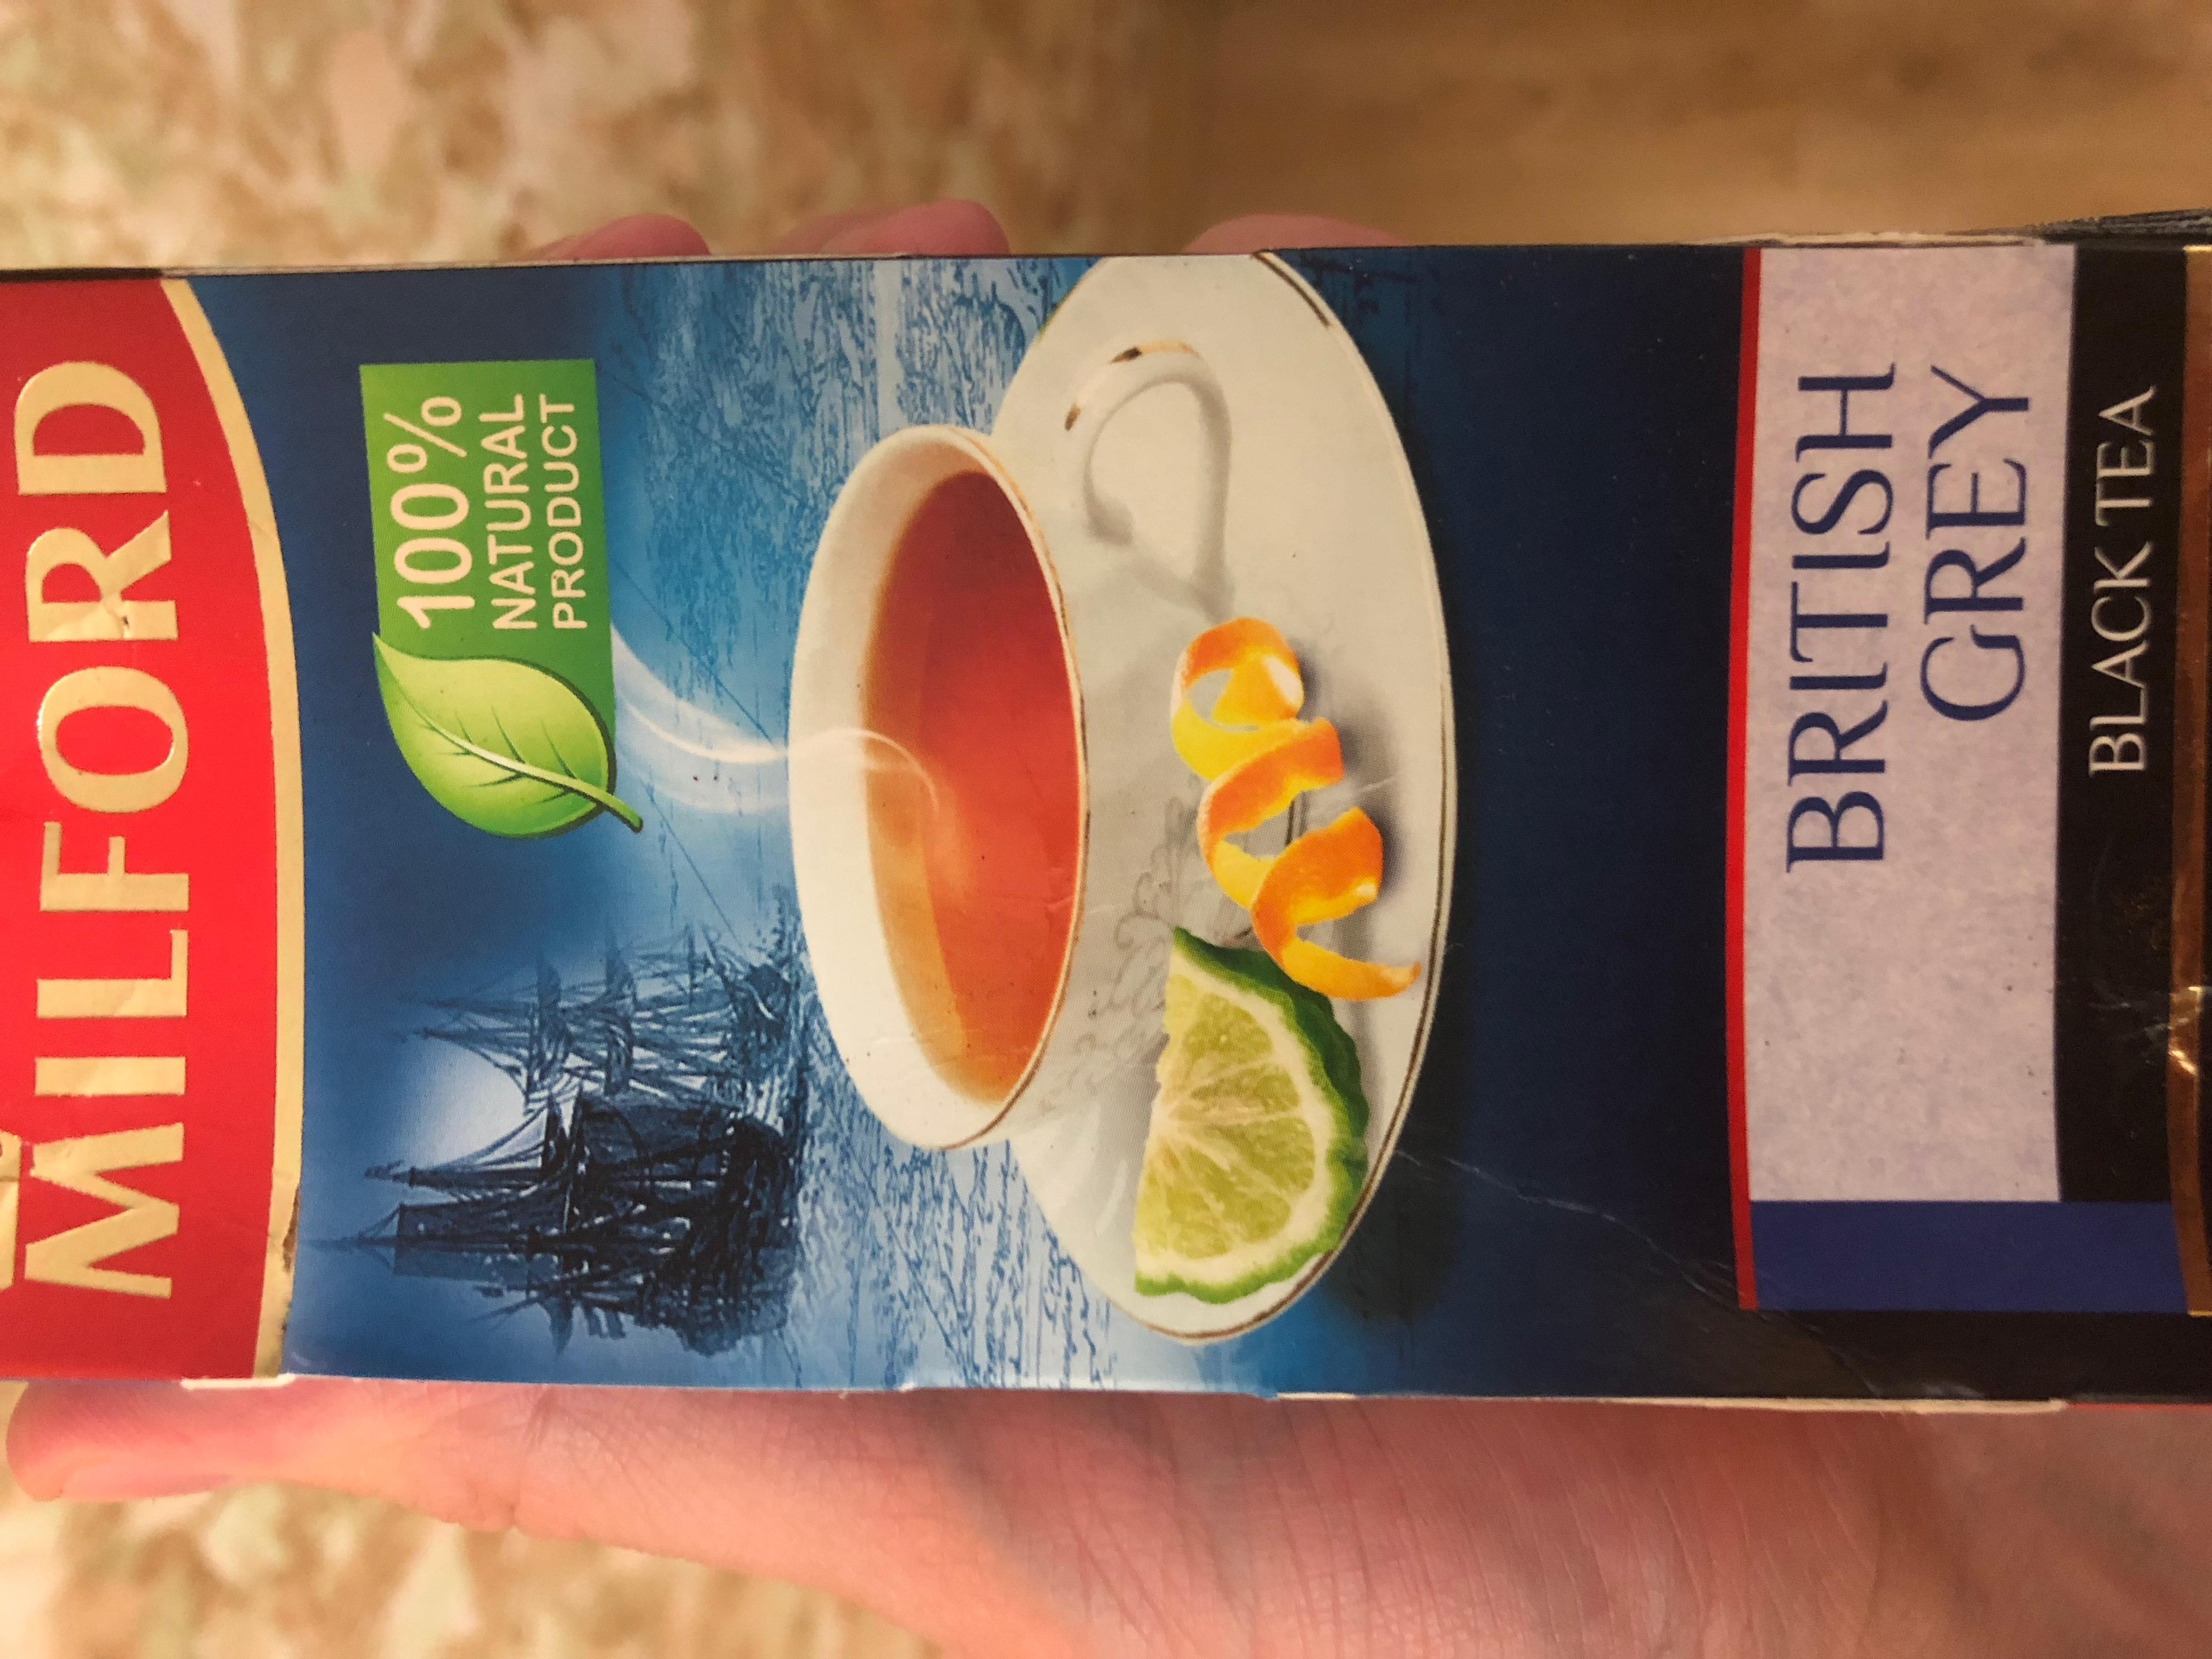 MILFORD
100%
NATURAL
PRODUCT
BRITISH
GREY
BLACK TEA